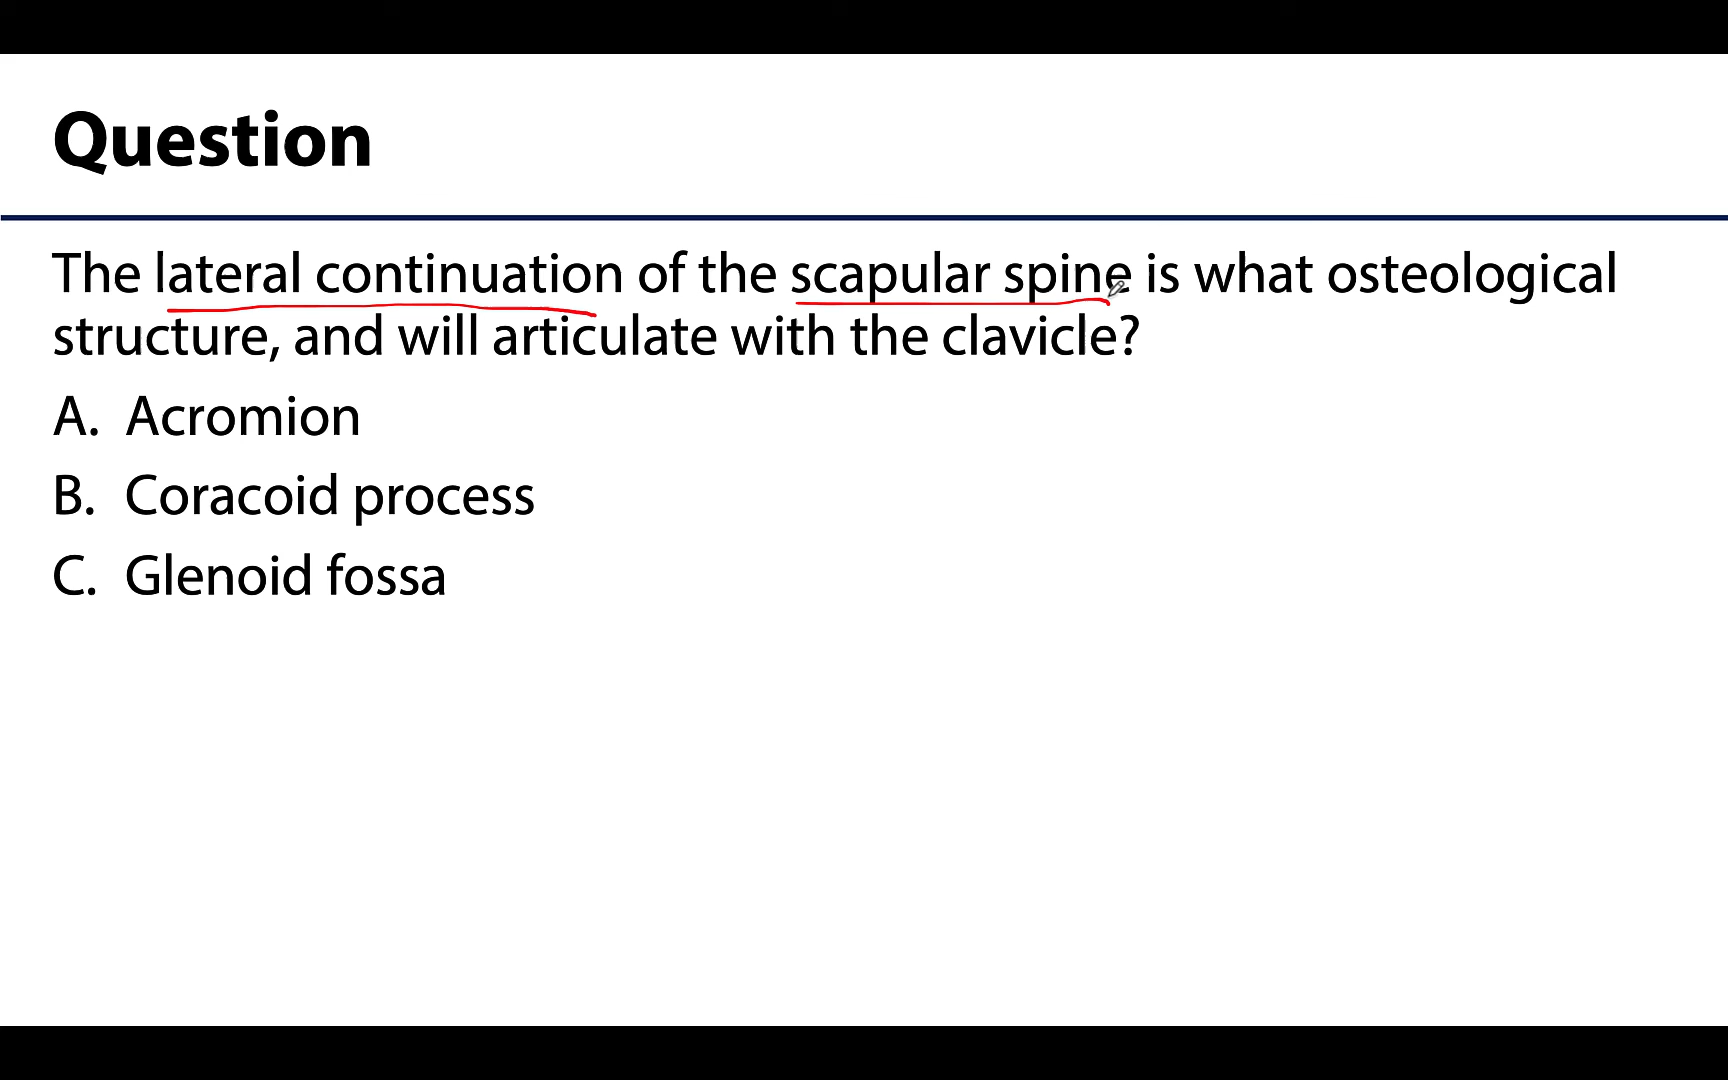 Question
The lateral continuation of the scapular spine is what osteological
structure, and will articulate with the clavicle?
A. Acromion
B. Coracoid process
C. Glenoid fossa